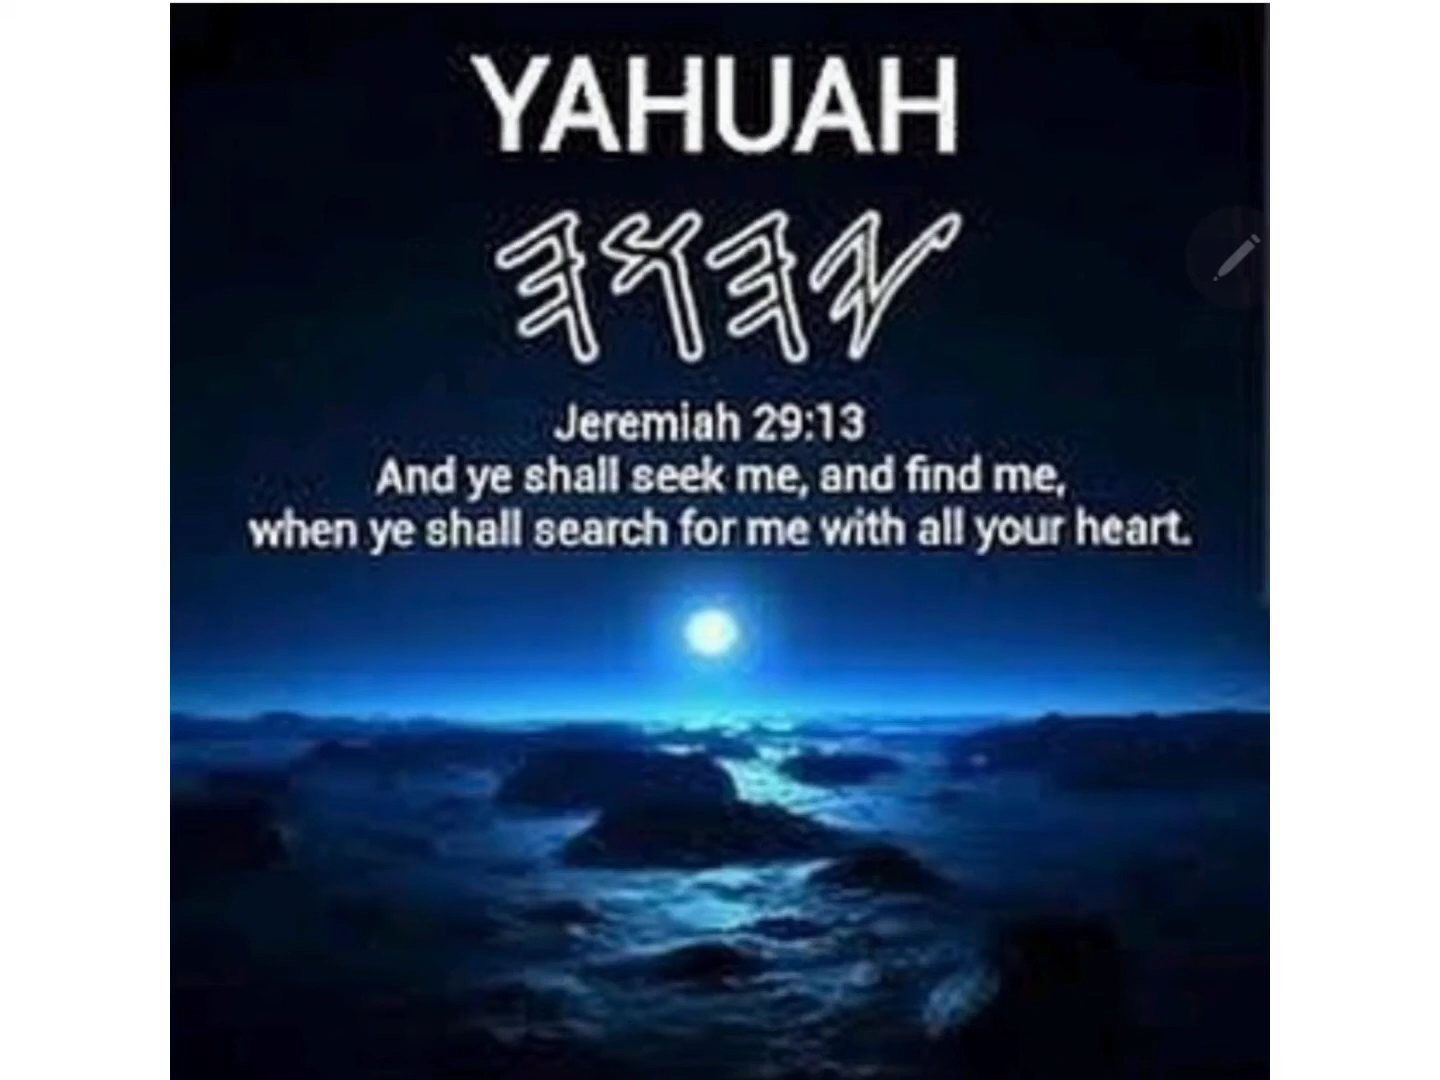 YAHUAH
𐤉𐤄𐤅𐤄
Jeremiah 29:13
And ye shall seek me, and find me,
when ye shall search for me with all your heart.